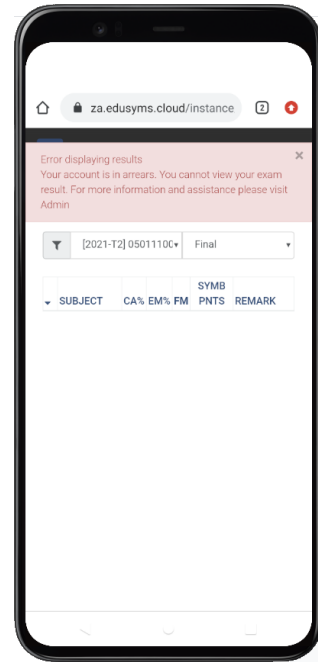 za.edusyms.cloud/instance 2
Error displaying results ×
Your account is in arrears. You cannot view your exam
result. For more information and assistance please visit
Admin
[2021-T2] 0501110C Final
SYMB
SUBJECT CA% EM% FM PNTS REMARK